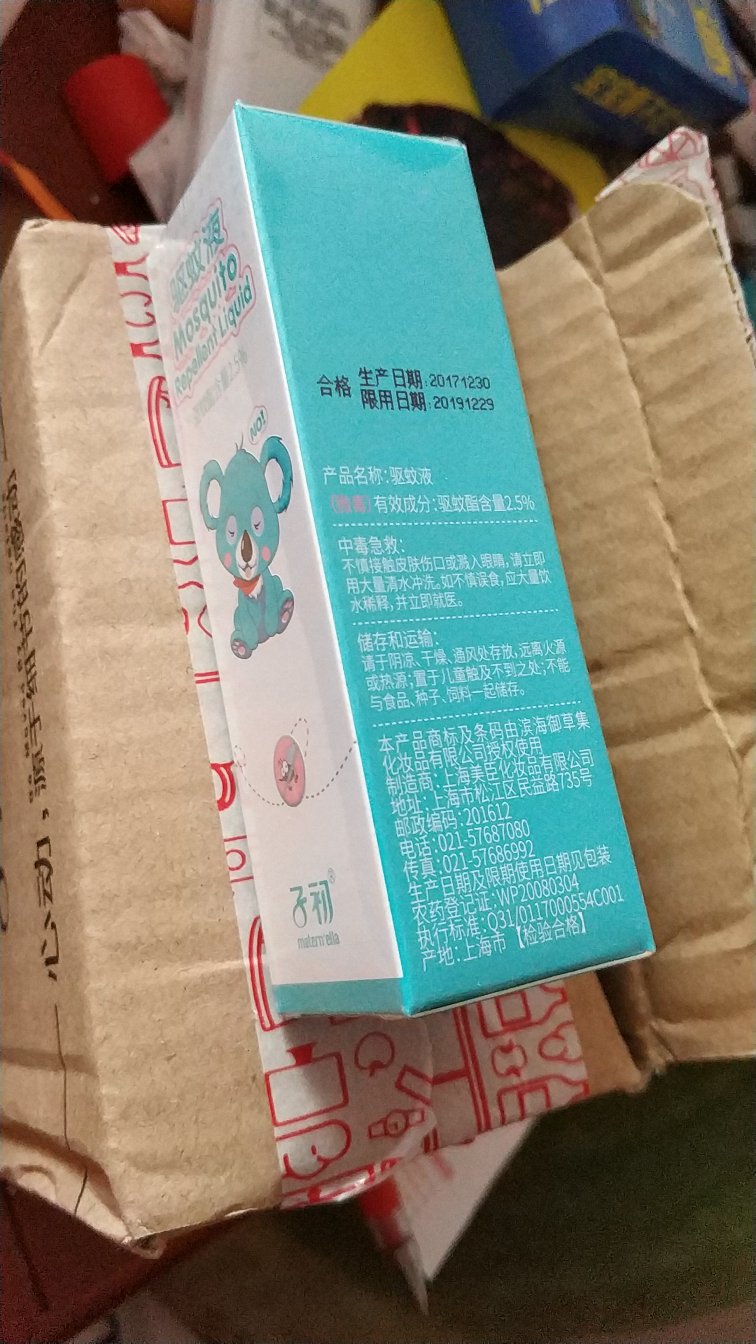 驱蚊液
Mosquito
Repellent Liquid
NO!
子初
matern'ella
合格 生产日期:20171230
限用日期:20191229
产品名称:驱蚊液
(微毒)有效成分:驱蚊酯含量2.5%
中毒急救:
不慎接触皮肤伤口或溅入眼睛,请立即
用大量清水冲洗。如不慎误食,应大量饮
水稀释,并立即就医。
储存和运输:
请于阴凉、干燥、通风处存放,远离火源
或热源;置于儿童触及不到之处;不能
与食品、种子、饲料一起储存。
本产品商标及条码由滨海御草集
化妆品有限公司授权使用
制造商:上海美臣化妆品有限公司
地址:上海市松江区民益路735号
邮政编码:201612
电话:021-57687080
传真:021-57686992
生产日期及限期使用日期见包装
农药登记证:WP20080304
执行标准:Q31/0117000554C001
产地:上海市【检验合格】
心动,源于